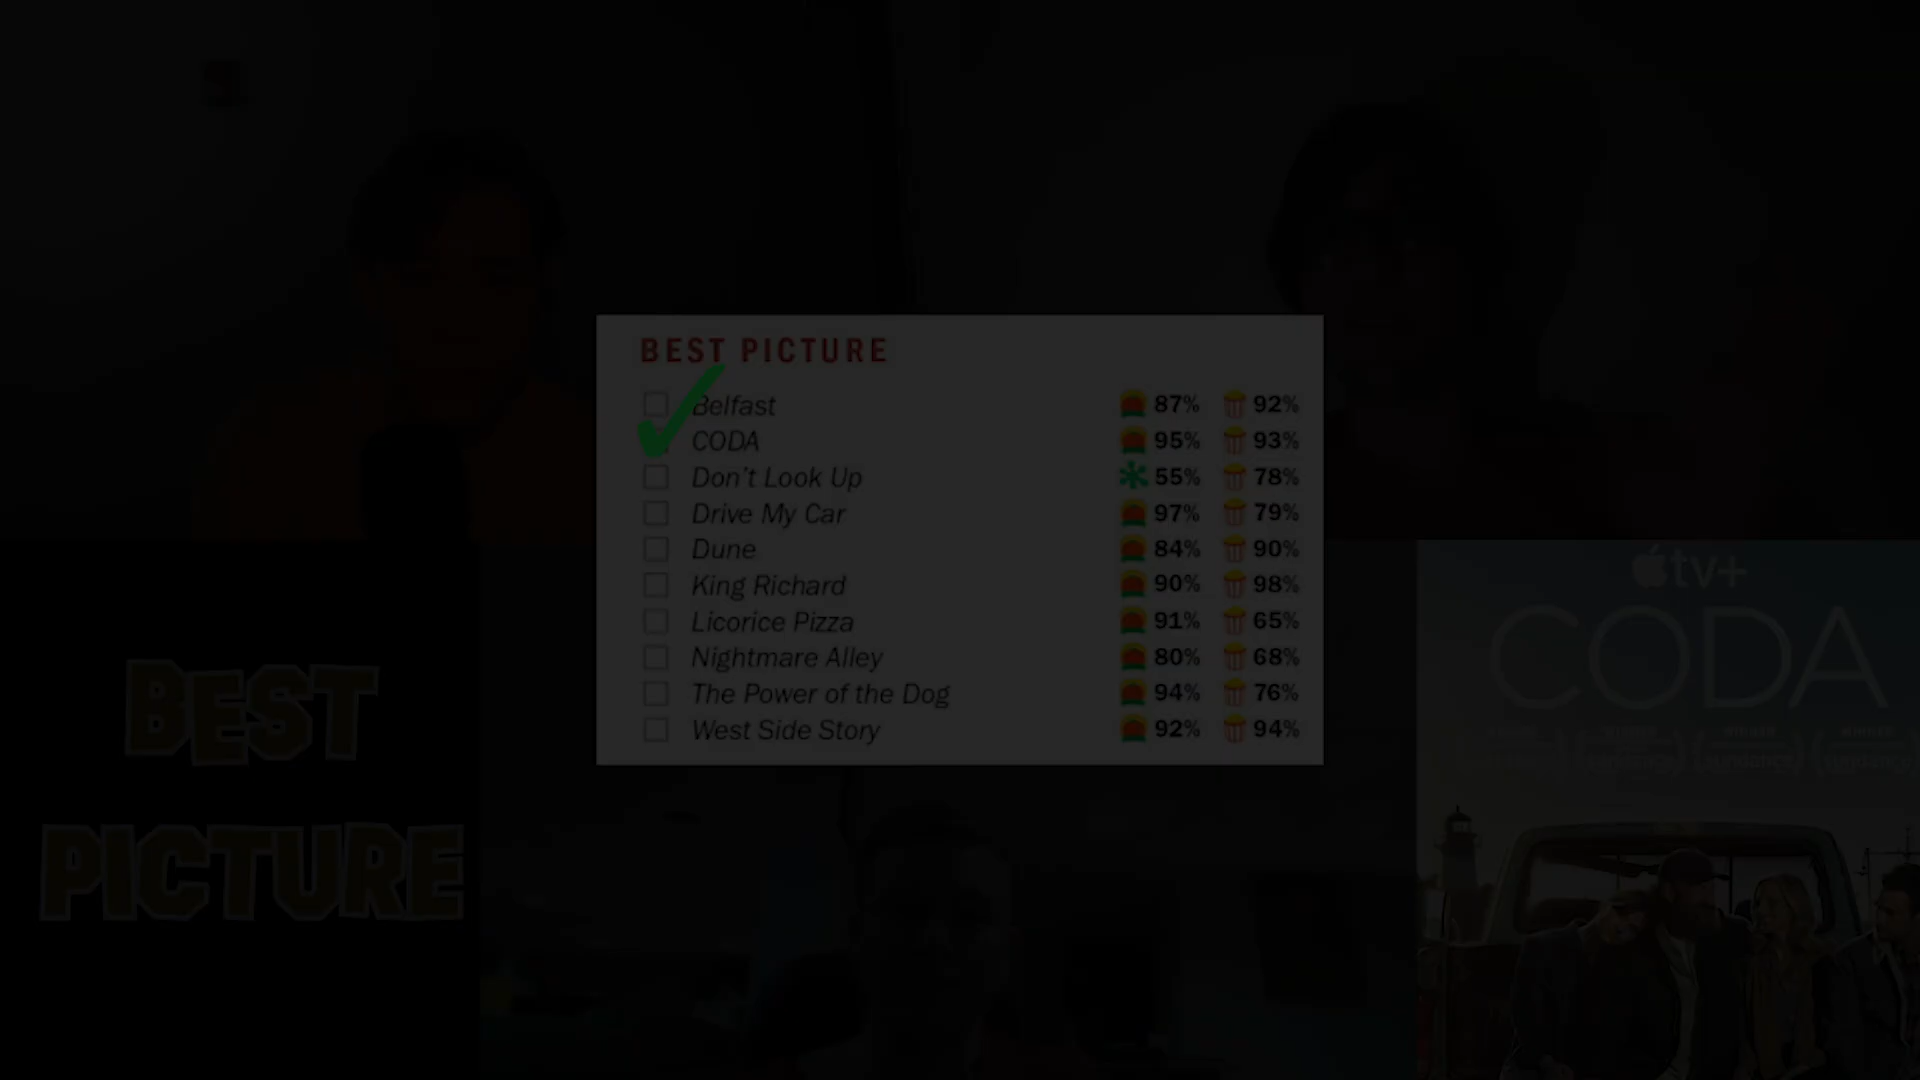 BEST PICTURE
Belfast 87% 92%
CODA 95% 93%
Don't Look Up 55% 78%
Drive My Car 97% 79%
Dune 84% 90%
King Richard 90% 98%
Licorice Pizza 91% 65%
Nightmare Alley 80% 68%
The Power of the Dog 94% 76%
West Side Story 92% 94%
BEST
PICTURE
tv+
CODA